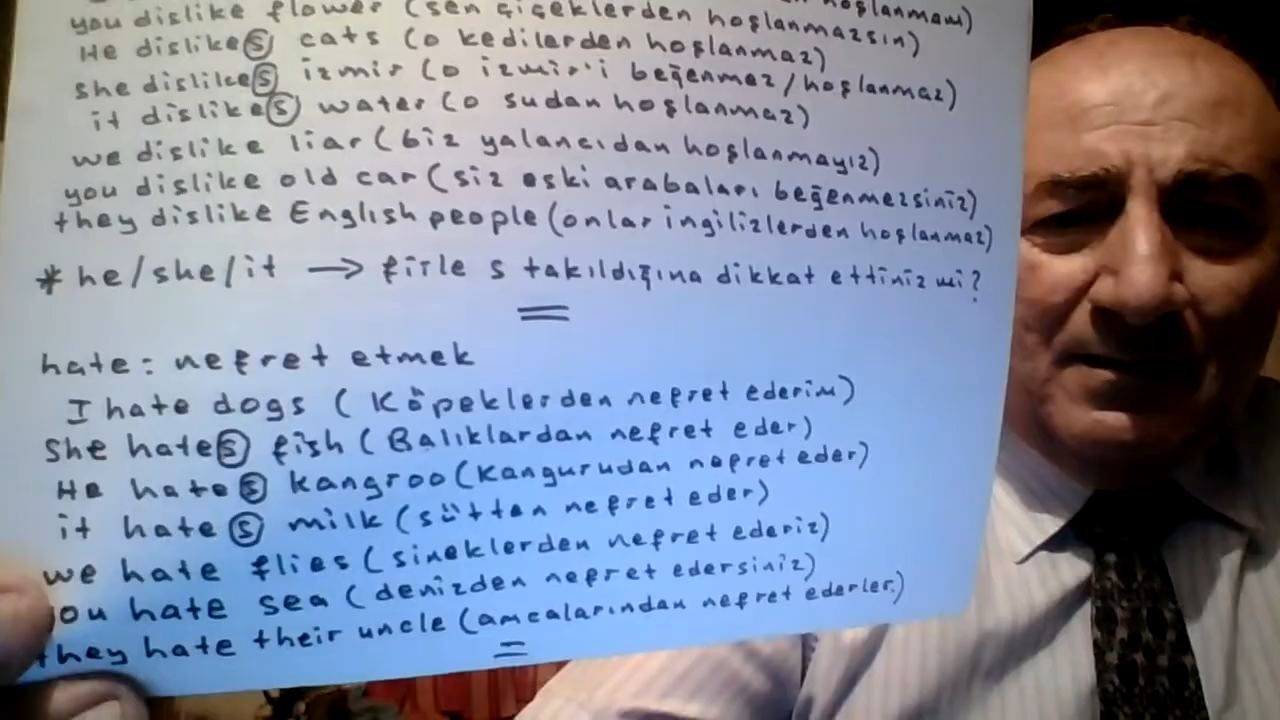 hoşlanmam)
you dislike flower (sen çiçeklerden hoşlanmazsın)
He dislikes cats (o kedilerden hoşlanmaz)
she dislikes izmir (o izmir'i beğenmez/hoşlanmaz)
it dislikes water (o sudan hoşlanmaz)
we dislike liar (biz yalancıdan hoşlanmayız)
you dislike old car (siz eski arabaları beğenmezsiniz)
they dislike English people (onlar ingilizlerden hoşlanmaz)
* he/she/it → fiile s takıldığına dikkat ettiniz mi?
=
hate: nefret etmek
I hate dogs (Köpeklerden nefret ederim)
She hates fish (Balıklardan nefret eder)
He hates kangroo (kangurudan nefret eder)
it hates milk (sütten nefret eder)
we hate flies (sineklerden nefret ederiz)
you hate sea (denizden nefret edersiniz)
they hate their uncle (amcalarından nefret ederler.)
=